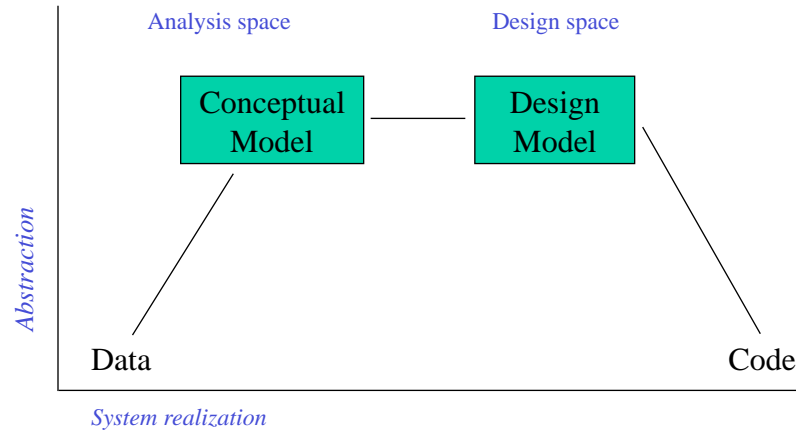 Analysis space
Design space
Conceptual
Model
Design
Model
Abstraction
Data
Code
System realization